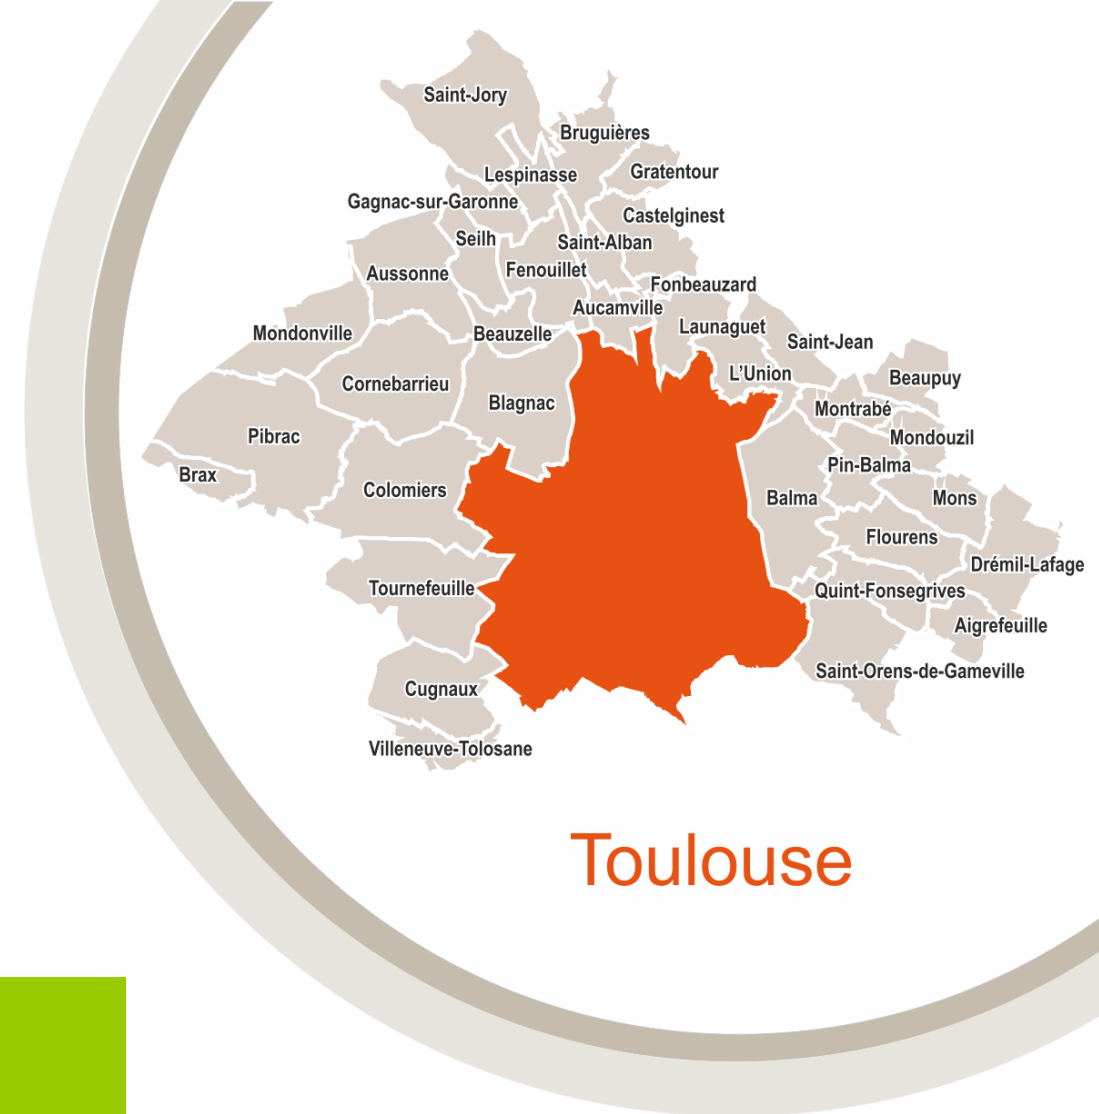 Saint-Jory
Bruguières
Gratentour
Lespinasse
Gagnac-sur-Garonne
Castelginest
Seilh
Saint-Alban
Fenouillet
Aussonne
Fonbeauzard
Aucamville
Launaguet
Mondonville
Beauzelle
Saint-Jean
L’Union
Beaupuy
Cornebarrieu
Blagnac
Montrabé
Pibrac
Mondouzil
Pin-Balma
Brax
Colomiers
Balma
Mons
Flourens
Drémil-Lafage
Tournefeuille
Quint-Fonsegrives
Aigrefeuille
Saint-Orens-de-Gameville
Cugnaux
Villeneuve-Tolosane
Toulouse